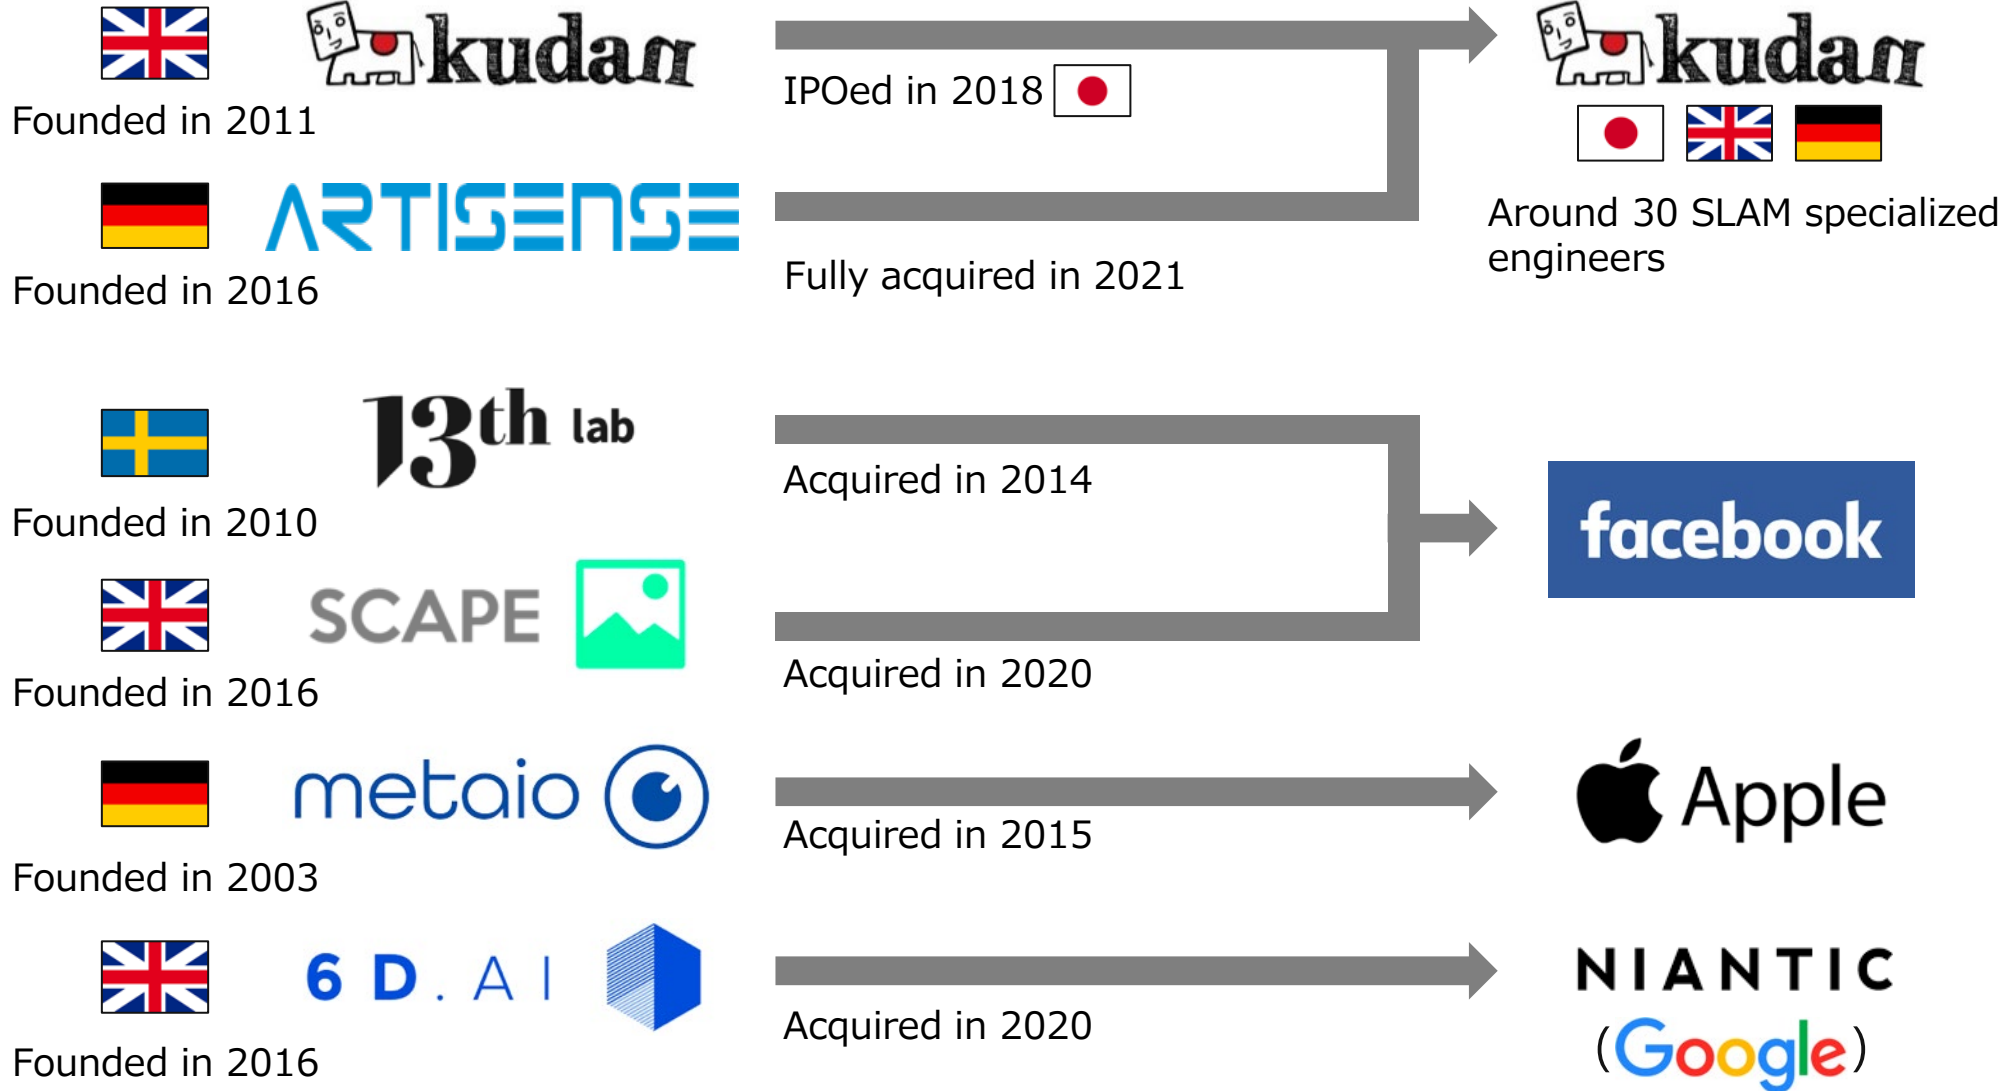 kudan
Founded in 2011
IPOed in 2018
kudan
ARTISENSE
Founded in 2016
Fully acquired in 2021
Around 30 SLAM specialized
engineers
13th lab
Founded in 2010
Acquired in 2014
facebook
SCAPE
Founded in 2016
Acquired in 2020
metaio
Founded in 2003
Acquired in 2015
Apple
6D.AI
Founded in 2016
Acquired in 2020
NIANTIC
(Google)